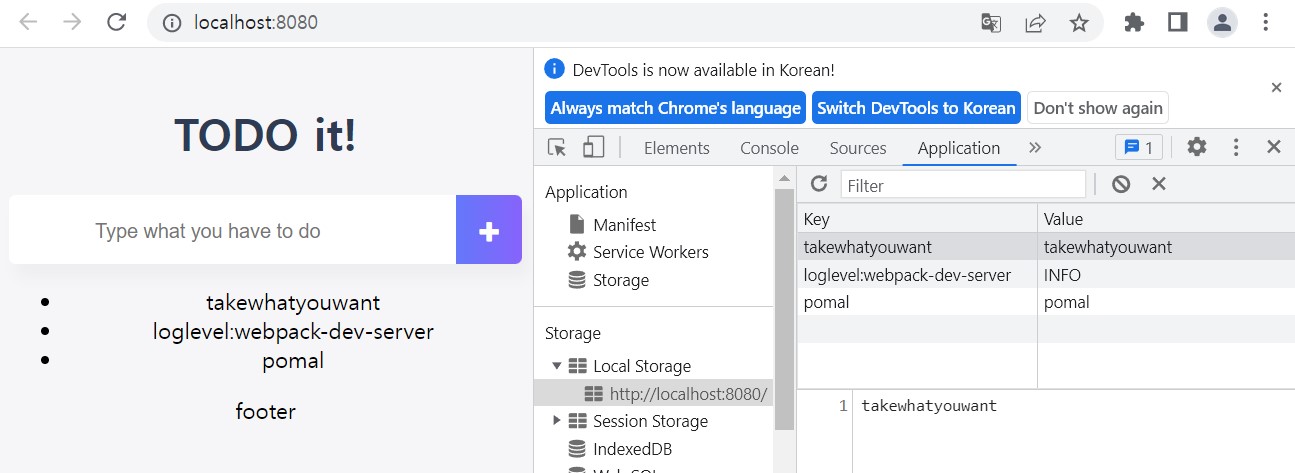 localhost:8080
TODO it!
Type what you have to do
takewhatyouwant
loglevel:webpack-dev-server
pomal
footer
DevTools is now available in Korean!
Always match Chrome's language Switch DevTools to Korean Don't show again
Elements Console Sources Application 1
Application
Manifest
Service Workers
Storage
Storage
Local Storage
http://localhost:8080/
Session Storage
IndexedDB
Filter
Key Value
takewhatyouwant takewhatyouwant
loglevel:webpack-dev-server INFO
pomal pomal
1 takewhatyouwant